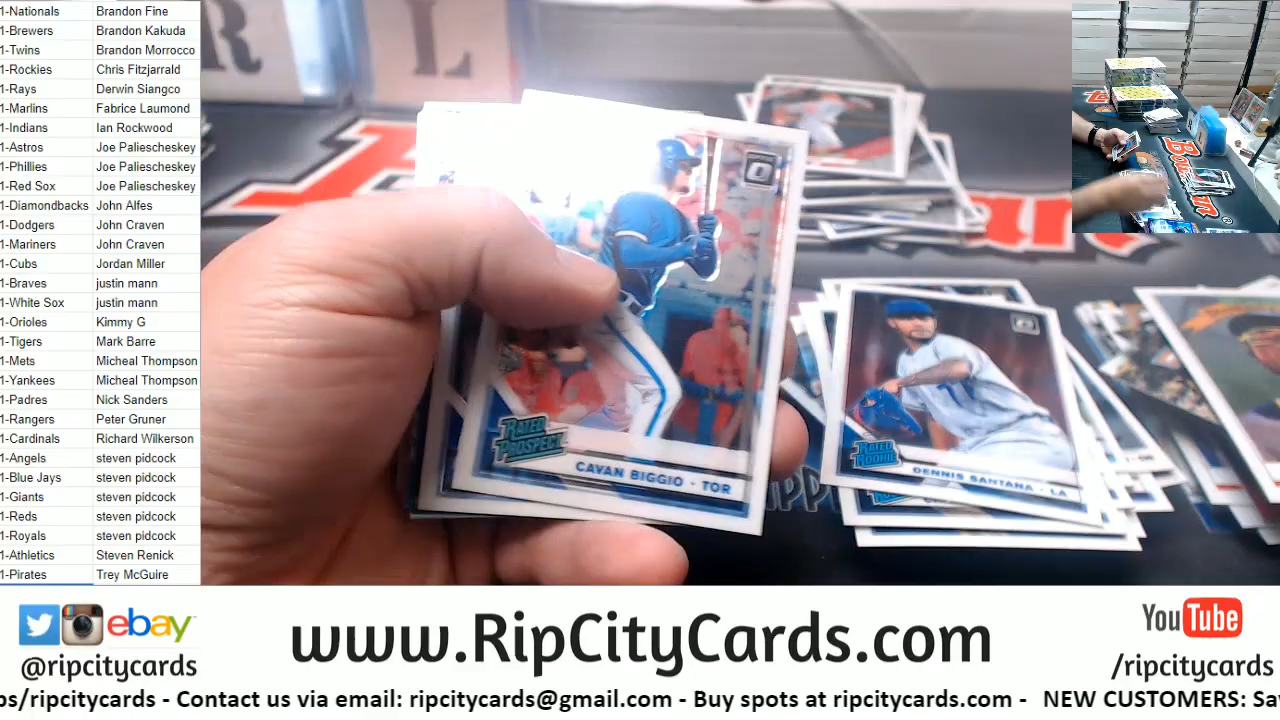 1-Nationals Brandon Fine
1-Brewers Brandon Kakuda
1-Twins Brandon Morrocco
1-Rockies Chris Fitzjarrald
1-Rays Derwin Siangco
1-Marlins Fabrice Laumond
1-Indians Ian Rockwood
1-Astros Joe Paliescheskey
1-Phillies Joe Paliescheskey
1-Red Sox Joe Paliescheskey
1-Diamondbacks John Alfes
1-Dodgers John Craven
1-Mariners John Craven
1-Cubs Jordan Miller
1-Braves justin mann
1-White Sox justin mann
1-Orioles Kimmy G
1-Tigers Mark Barre
1-Mets Micheal Thompson
1-Yankees Micheal Thompson
1-Padres Nick Sanders
1-Rangers Peter Gruner
1-Cardinals Richard Wilkerson
1-Angels steven pidcock
1-Blue Jays steven pidcock
1-Giants steven pidcock
1-Reds steven pidcock
1-Royals steven pidcock
1-Athletics Steven Renick
1-Pirates Trey McGuire
RATED
PROSPECT
CAVAN BIGGIO - TOR
RATED
ROOKIE
DENNIS SANTANA - LA
ebay
@ripcitycards
www.RipCityCards.com
YouTube
/ripcitycards
ps/ripcitycards - Contact us via email: ripcitycards@gmail.com - Buy spots at ripcitycards.com - NEW CUSTOMERS: Sa